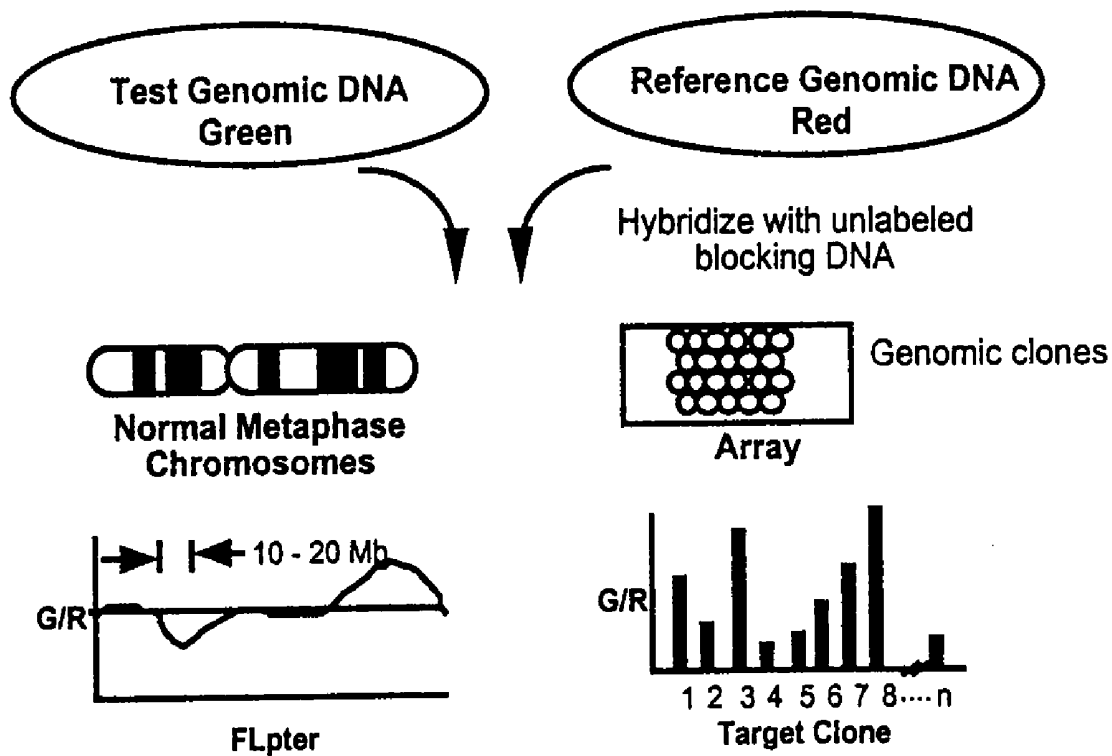 Test Genomic DNA
Green
Reference Genomic DNA
Red
Hybridize with unlabeled
blocking DNA
Normal Metaphase
Chromosomes
Genomic clones
Array
10 - 20 Mb
G/R
FLpter
G/R
1 2 3 4 5 6 7 8....n
Target Clone